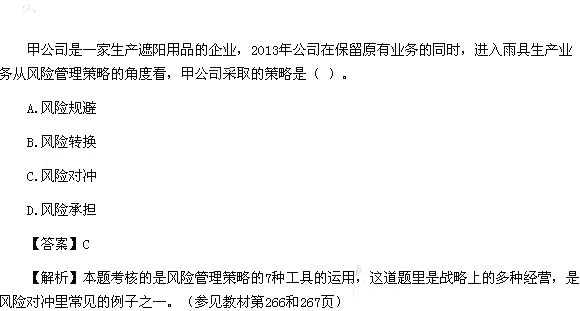 甲公司是一家生产遮阳用品的企业，2013年公司在保留原有业务的同时，进入雨具生产业
务从风险管理策略的角度看，甲公司采取的策略是（ ）。
A.风险规避
B.风险转换
C.风险对冲
D.风险承担
【答案】C
【解析】本题考核的是风险管理策略的7种工具的运用，这道题里是战略上的多种经营，是
风险对冲里常见的例子之一。（参见教材第266和267页）